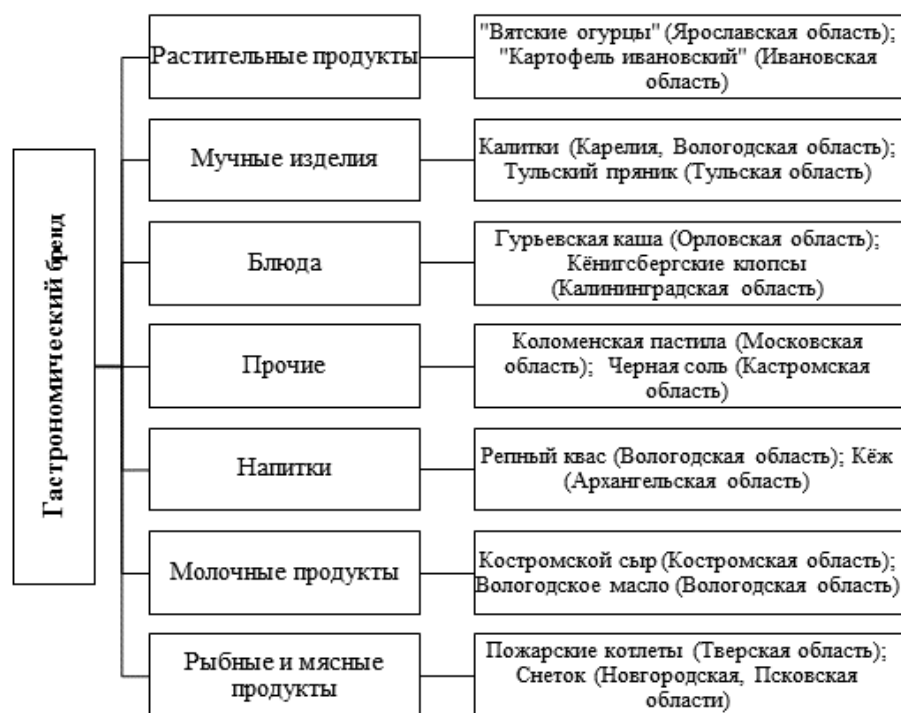 Гастрономический бренд
Растительные продукты
"Вятские огурцы" (Ярославская область);
"Картофель ивановский" (Ивановская
область)
Мучные изделия
Калитки (Карелия, Вологодская область);
Тульский пряник (Тульская область)
Блюда
Гурьевская каша (Орловская область);
Кёнигсбергские клопсы
(Калининградская область)
Прочие
Коломенская пастила (Московская
область); Черная соль (Кастромская
область)
Напитки
Репный квас (Вологодская область); Кёж
(Архангельская область)
Молочные продукты
Костромской сыр (Костромская область);
Вологодское масло (Вологодская область)
Рыбные и мясные
продукты
Пожарские котлеты (Тверская область);
Снеток (Новгородская, Псковская
области)